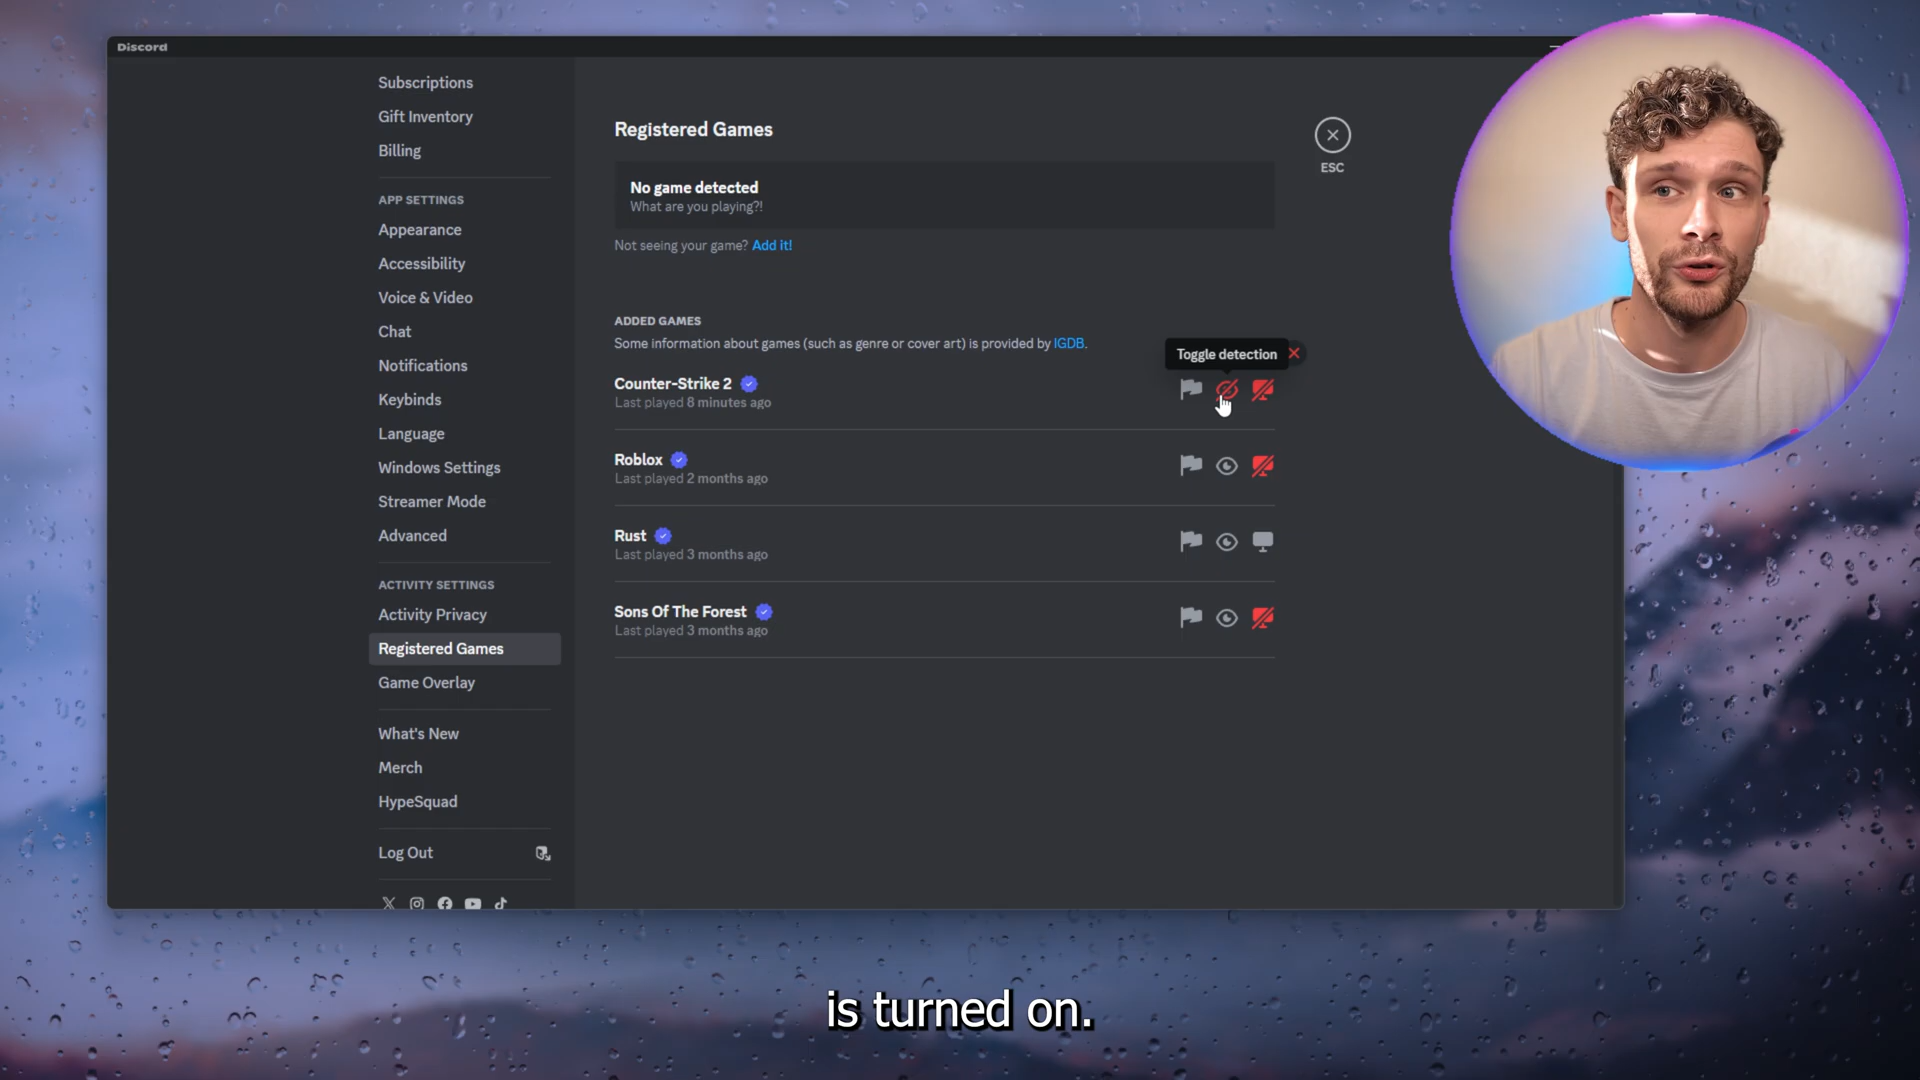 Discord
Subscriptions
Gift Inventory
Billing
APP SETTINGS
Appearance
Accessibility
Voice & Video
Chat
Notifications
Keybinds
Language
Windows Settings
Streamer Mode
Advanced
ACTIVITY SETTINGS
Activity Privacy
Registered Games
Game Overlay
What's New
Merch
HypeSquad
Log Out
Registered Games
ESC
No game detected
What are you playing?!
Not seeing your game? Add it!
ADDED GAMES
Some information about games (such as genre or cover art) is provided by IGDB.
Toggle detection
Counter-Strike 2
Last played 8 minutes ago
Roblox
Last played 2 months ago
Rust
Last played 3 months ago
Sons Of The Forest
Last played 3 months ago
is turned on.